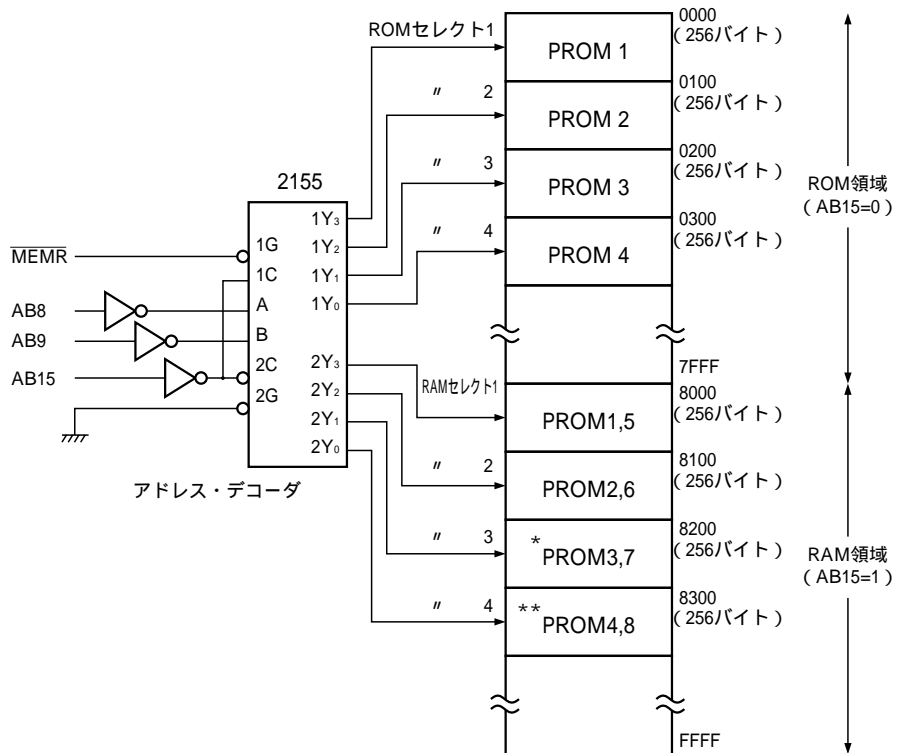 ROMセレクト1
〃 2
〃 3
〃 4
2155
MEMR
AB8
AB9
AB15
1G
1C
A
B
2C
2G
1Y₃
1Y₂
1Y₁
1Y₀
2Y₃
2Y₂
2Y₁
2Y₀
アドレス・デコーダ
RAMセレクト1
〃 2
〃 3
〃 4
PROM 1
0000
(256バイト)
PROM 2
0100
(256バイト)
PROM 3
0200
(256バイト)
PROM 4
0300
(256バイト)
7FFF
PROM1,5
8000
(256バイト)
PROM2,6
8100
(256バイト)
*PROM3,7
8200
(256バイト)
**PROM4,8
8300
(256バイト)
FFFF
ROM領域
(AB15=0)
RAM領域
(AB15=1)